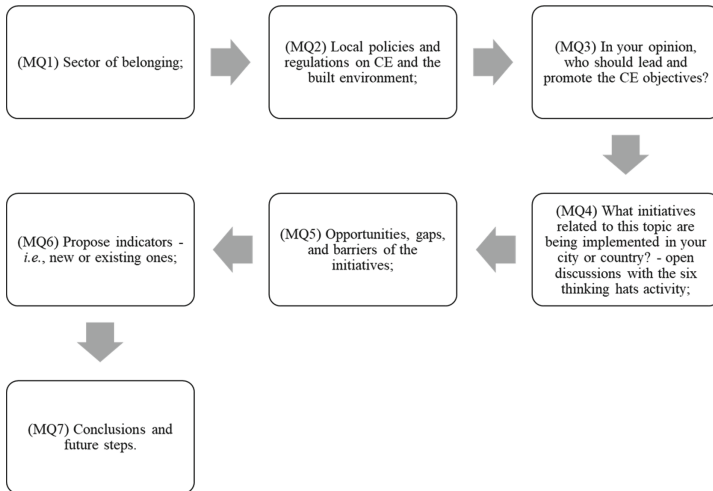 (MQ1) Sector of belonging;
(MQ2) Local policies and
regulations on CE and the
built environment;
(MQ3) In your opinion,
who should lead and
promote the CE objectives?
(MQ4) What initiatives
related to this topic are
being implemented in your
city or country? - open
discussions with the six
thinking hats activity;
(MQ5) Opportunities, gaps,
and barriers of the
initiatives;
(MQ6) Propose indicators -
i.e., new or existing ones;
(MQ7) Conclusions and
future steps.